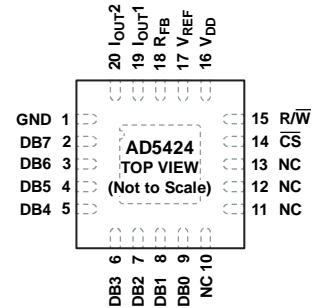 20 IOUT2
19 IOUT1
18 RFB
17 VREF
16 VDD
GND 1
DB7 2
DB6 3
DB5 4
DB4 5
AD5424
TOP VIEW
(Not to Scale)
15 R/W̅
14 C̅S̅
13 NC
12 NC
11 NC
DB3 6
DB2 7
DB1 8
DB0 9
NC 10